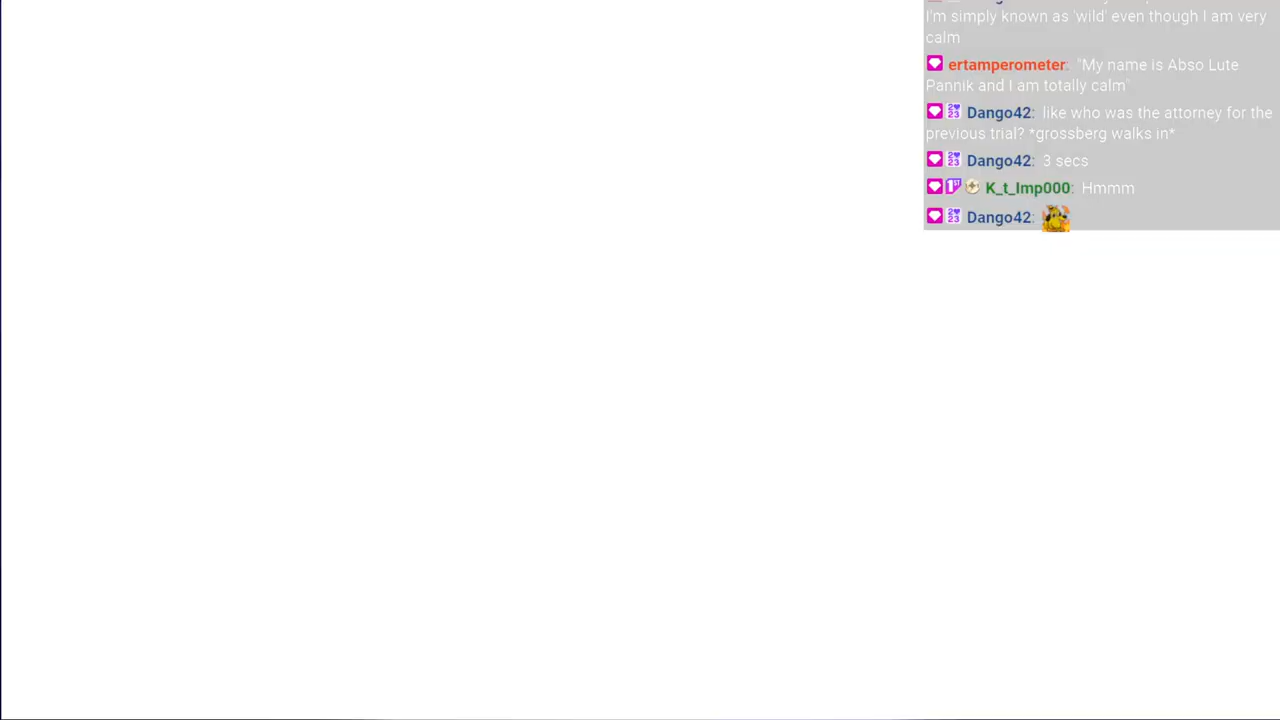 I'm simply known as 'wild' even though I am very
calm
ertamperometer: "My name is Abso Lute
Pannik and I am totally calm"
Dango42: like who was the attorney for the
previous trial? *grossberg walks in*
Dango42: 3 secs
K_t_Imp000: Hmmm
Dango42: